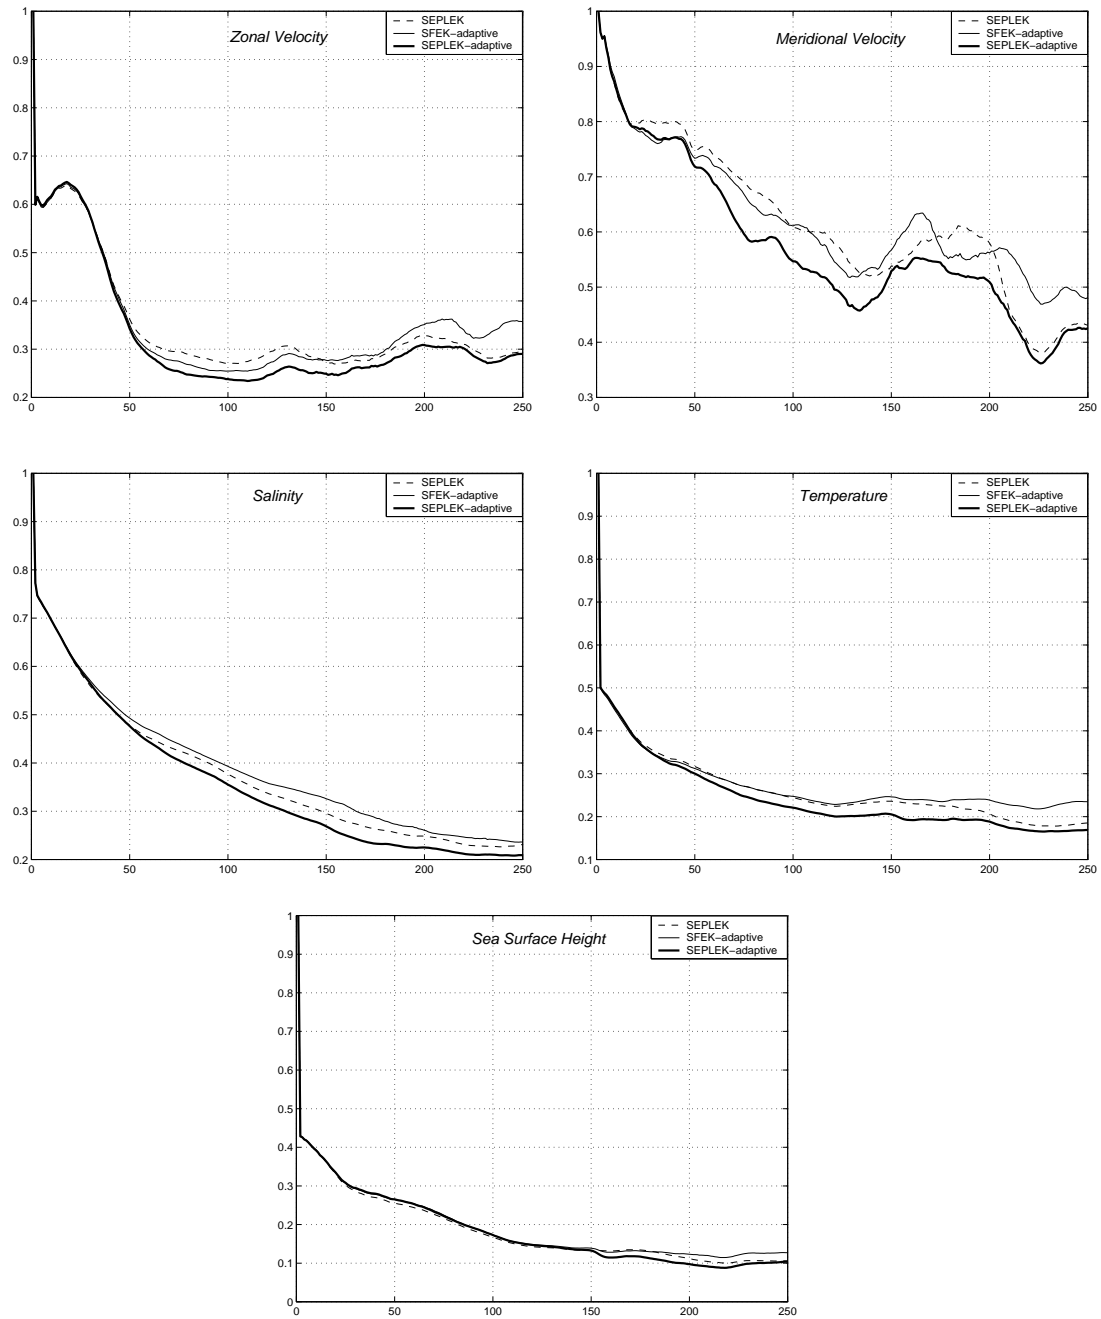 Zonal Velocity
SEPLEK
SFEK-adaptive
SEPLEK-adaptive
1
0.9
0.8
0.7
0.6
0.5
0.4
0.3
0.2
0 50 100 150 200 250
Meridional Velocity
SEPLEK
SFEK-adaptive
SEPLEK-adaptive
1
0.9
0.8
0.7
0.6
0.5
0.4
0.3
0 50 100 150 200 250
Salinity
SEPLEK
SFEK-adaptive
SEPLEK-adaptive
1
0.9
0.8
0.7
0.6
0.5
0.4
0.3
0.2
0 50 100 150 200 250
Temperature
SEPLEK
SFEK-adaptive
SEPLEK-adaptive
1
0.9
0.8
0.7
0.6
0.5
0.4
0.3
0.2
0.1
0 50 100 150 200 250
Sea Surface Height
SEPLEK
SFEK-adaptive
SEPLEK-adaptive
1
0.9
0.8
0.7
0.6
0.5
0.4
0.3
0.2
0.1
0
0 50 100 150 200 250